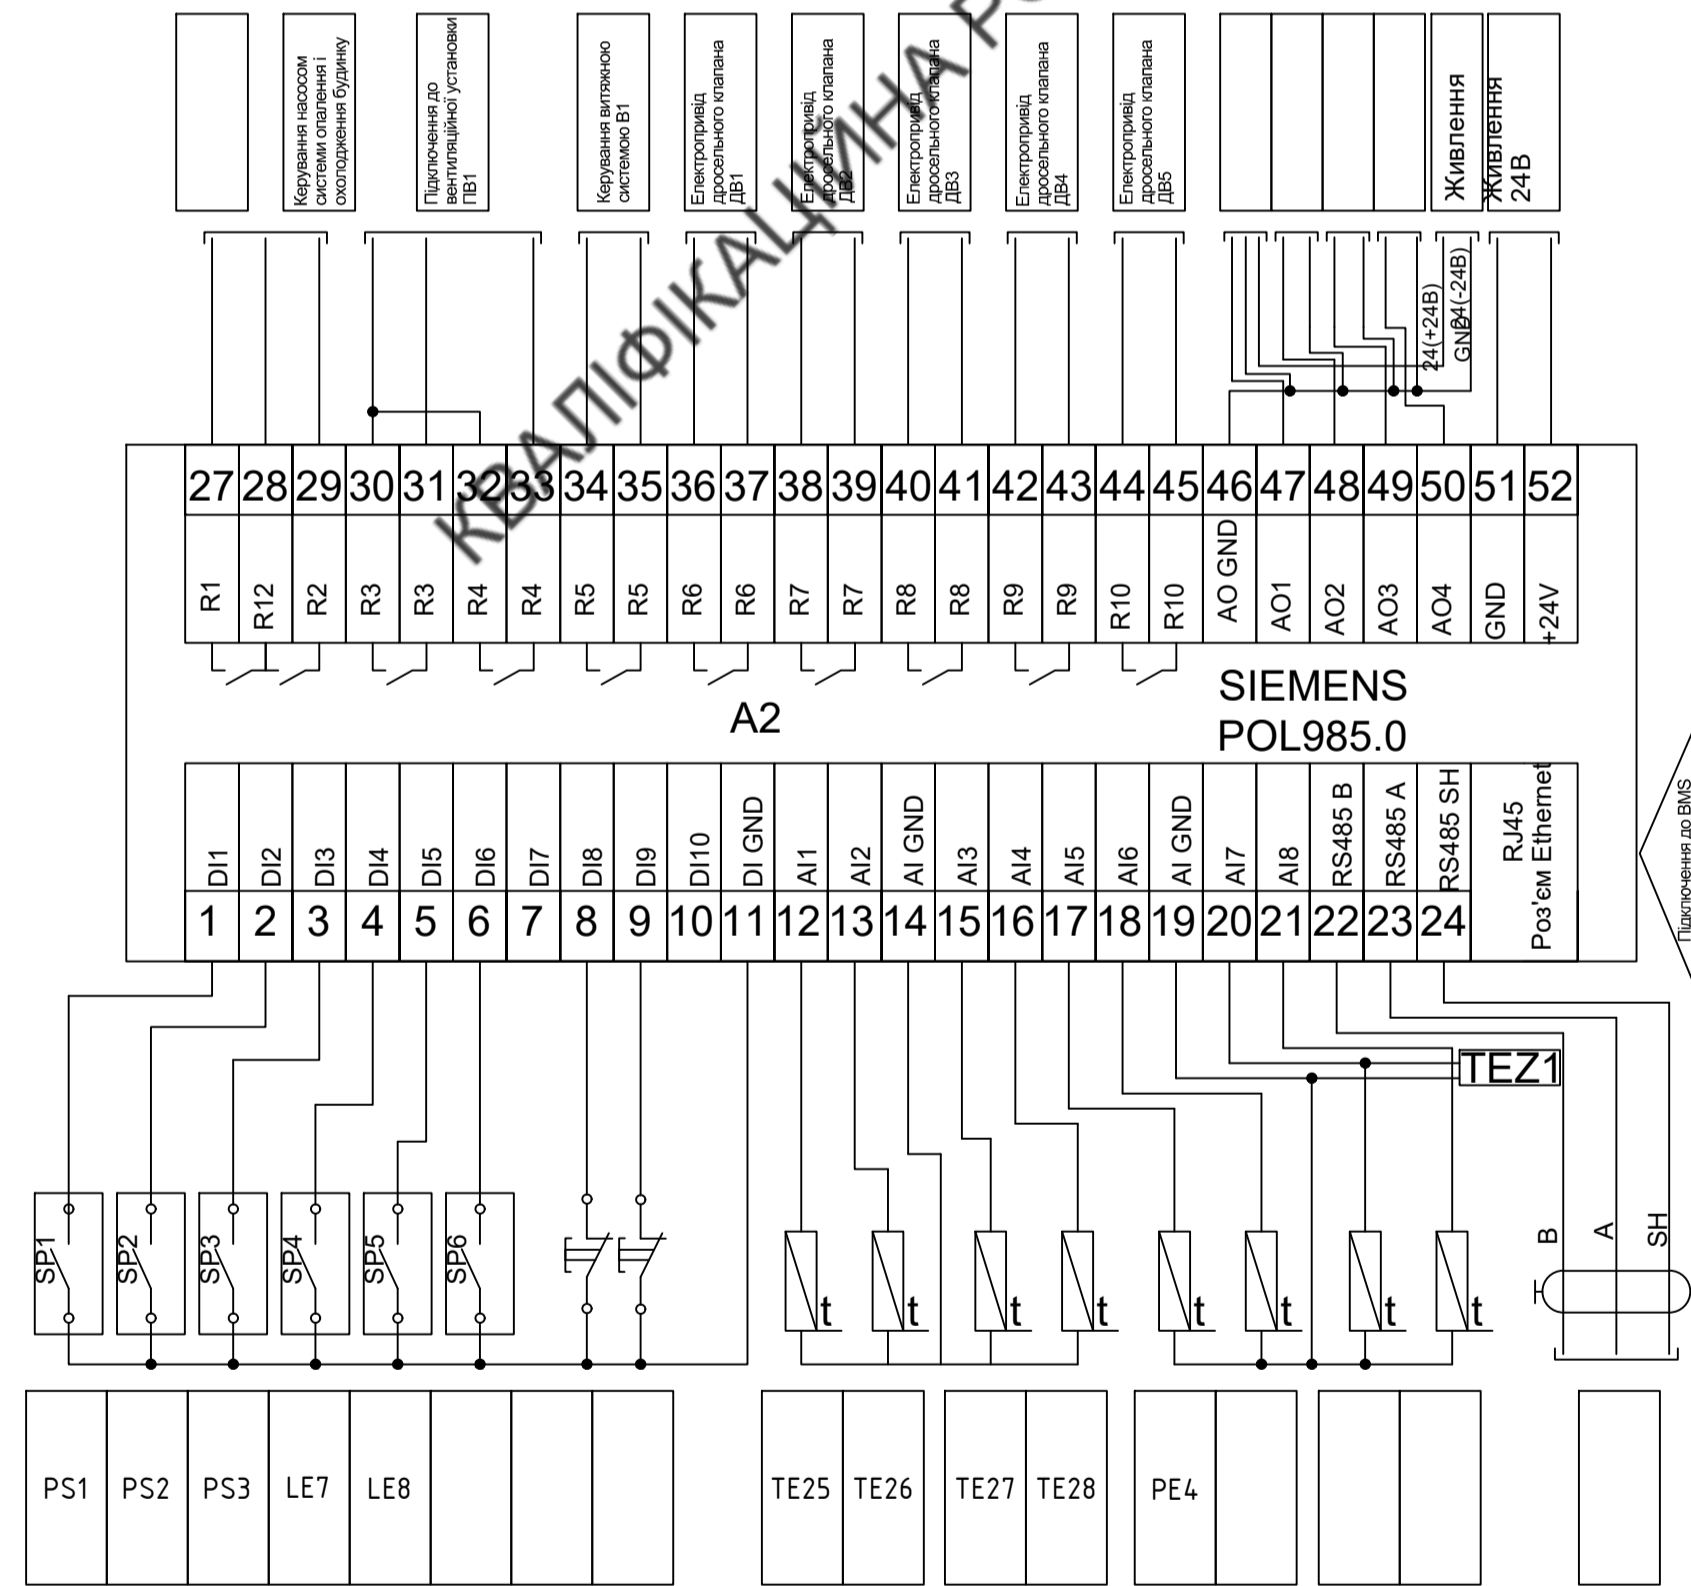 Керування насосом
системи опалення і
охолодження будинку
Підключення до
вентиляційної установки
ПВ1
Керування витяжною
системою В1
Електропривід
дросельного клапана
ДВ1
Електропривід
дросельного клапана
ДВ2
Електропривід
дросельного клапана
ДВ3
Електропривід
дросельного клапана
ДВ4
Електропривід
дросельного клапана
ДВ5
Живлення
Живлення
24В
24(+24В)
24(-24В)
GND
КВАЛІФІКАЦІЙНА
27 28 29 30 31 32 33 34 35 36 37 38 39 40 41 42 43 44 45 46 47 48 49 50 51 52
R1 R12 R2 R3 R3 R4 R4 R5 R5 R6 R6 R7 R7 R8 R8 R9 R9 R10 R10 AO GND AO1 AO2 AO3 AO4 GND +24V
A2
SIEMENS
POL985.0
DI1 DI2 DI3 DI4 DI5 DI6 DI7 DI8 DI9 DI10 DI GND AI1 AI2 AI GND AI3 AI4 AI5 AI6 AI GND AI7 AI8 RS485 B RS485 A RS485 SH
RJ45
Роз'єм Ethernet
Підключення до BMS
1 2 3 4 5 6 7 8 9 10 11 12 13 14 15 16 17 18 19 20 21 22 23 24
TEZ1
SP1 SP2 SP3 SP4 SP5 SP6
t t t t t t t t
B A SH
PS1 PS2 PS3 LE7 LE8 TE25 TE26 TE27 TE28 PE4